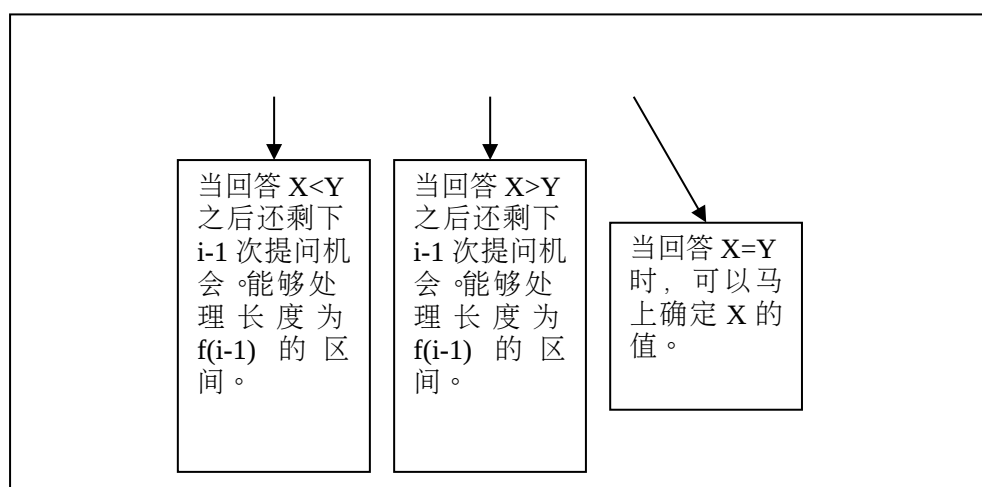 当回答 X<Y
之后还剩下
i-1 次提问机
会。能够处
理长度为
f(i-1) 的区
间。
当回答 X>Y
之后还剩下
i-1 次提问机
会。能够处
理长度为
f(i-1) 的区
间。
当回答 X=Y
时，可以马
上确定 X 的
值。